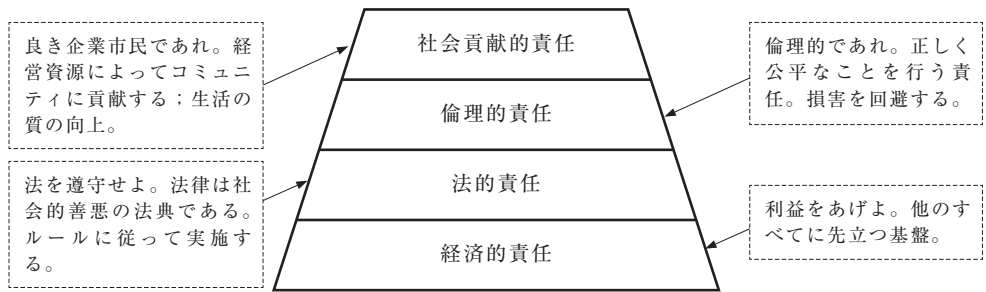 良き企業市民であれ。経
営資源によってコミュニ
ティに貢献する；生活の
質の向上。
社会貢献的責任
倫理的であれ。正しく
公平なことを行う責
任。損害を回避する。
倫理的責任
法を遵守せよ。法律は社
会的善悪の法典である。
ルールに従って実施す
る。
法的責任
利益をあげよ。他のす
べてに先立つ基盤。
経済的責任